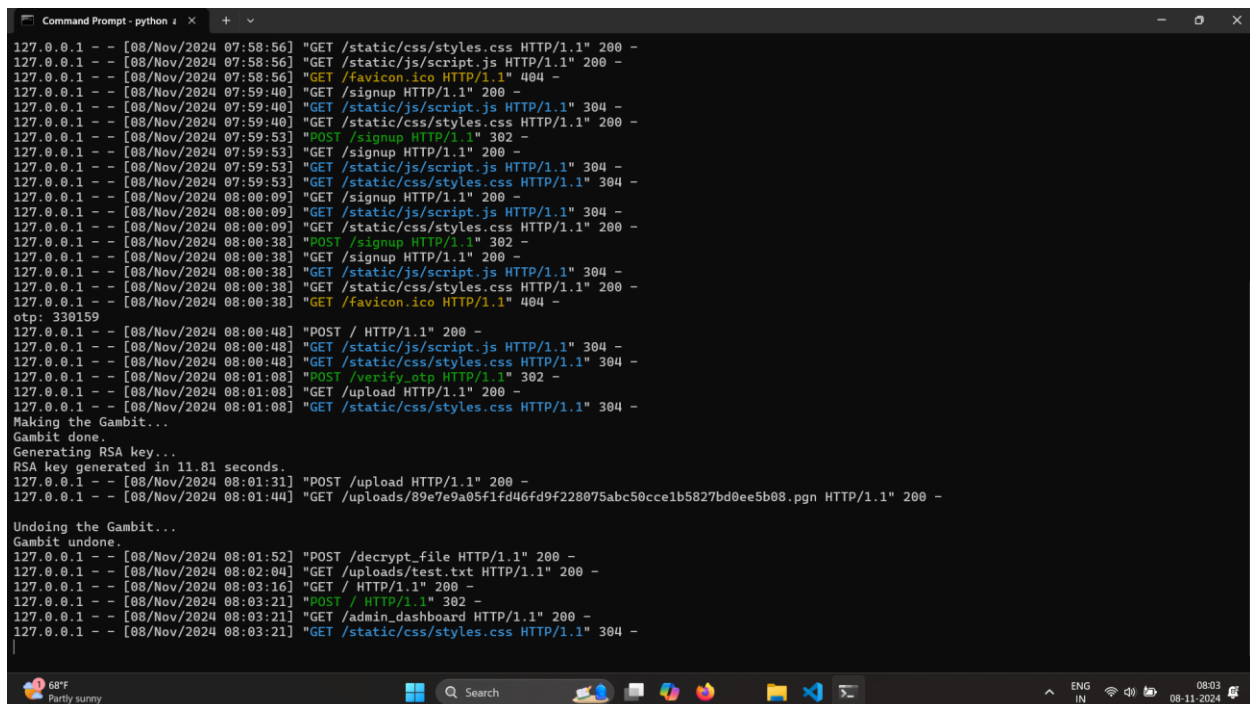 Command Prompt - python a
127.0.0.1 - - [08/Nov/2024 07:58:56] "GET /static/css/styles.css HTTP/1.1" 200 -
127.0.0.1 - - [08/Nov/2024 07:58:56] "GET /static/js/script.js HTTP/1.1" 200 -
127.0.0.1 - - [08/Nov/2024 07:58:56] "GET /favicon.ico HTTP/1.1" 404 -
127.0.0.1 - - [08/Nov/2024 07:59:40] "GET /signup HTTP/1.1" 200 -
127.0.0.1 - - [08/Nov/2024 07:59:40] "GET /static/js/script.js HTTP/1.1" 304 -
127.0.0.1 - - [08/Nov/2024 07:59:40] "GET /static/css/styles.css HTTP/1.1" 200 -
127.0.0.1 - - [08/Nov/2024 07:59:53] "POST /signup HTTP/1.1" 302 -
127.0.0.1 - - [08/Nov/2024 07:59:53] "GET /signup HTTP/1.1" 200 -
127.0.0.1 - - [08/Nov/2024 07:59:53] "GET /static/js/script.js HTTP/1.1" 304 -
127.0.0.1 - - [08/Nov/2024 07:59:53] "GET /static/css/styles.css HTTP/1.1" 304 -
127.0.0.1 - - [08/Nov/2024 08:00:09] "GET /signup HTTP/1.1" 200 -
127.0.0.1 - - [08/Nov/2024 08:00:09] "GET /static/js/script.js HTTP/1.1" 304 -
127.0.0.1 - - [08/Nov/2024 08:00:09] "GET /static/css/styles.css HTTP/1.1" 200 -
127.0.0.1 - - [08/Nov/2024 08:00:38] "POST /signup HTTP/1.1" 302 -
127.0.0.1 - - [08/Nov/2024 08:00:38] "GET /signup HTTP/1.1" 200 -
127.0.0.1 - - [08/Nov/2024 08:00:38] "GET /static/js/script.js HTTP/1.1" 304 -
127.0.0.1 - - [08/Nov/2024 08:00:38] "GET /static/css/styles.css HTTP/1.1" 200 -
127.0.0.1 - - [08/Nov/2024 08:00:38] "GET /favicon.ico HTTP/1.1" 404 -
otp: 330159
127.0.0.1 - - [08/Nov/2024 08:00:48] "POST / HTTP/1.1" 200 -
127.0.0.1 - - [08/Nov/2024 08:00:48] "GET /static/js/script.js HTTP/1.1" 304 -
127.0.0.1 - - [08/Nov/2024 08:00:48] "GET /static/css/styles.css HTTP/1.1" 304 -
127.0.0.1 - - [08/Nov/2024 08:01:08] "POST /verify_otp HTTP/1.1" 302 -
127.0.0.1 - - [08/Nov/2024 08:01:08] "GET /upload HTTP/1.1" 200 -
127.0.0.1 - - [08/Nov/2024 08:01:08] "GET /static/css/styles.css HTTP/1.1" 304 -
Making the Gambit...
Gambit done.
Generating RSA key...
RSA key generated in 11.81 seconds.
127.0.0.1 - - [08/Nov/2024 08:01:31] "POST /upload HTTP/1.1" 200 -
127.0.0.1 - - [08/Nov/2024 08:01:44] "GET /uploads/89e7e9a05f1fd46fd9f228075abc50cce1b5827bd0ee5b08.pgn HTTP/1.1" 200 -
Undoing the Gambit...
Gambit undone.
127.0.0.1 - - [08/Nov/2024 08:01:52] "POST /decrypt_file HTTP/1.1" 200 -
127.0.0.1 - - [08/Nov/2024 08:02:04] "GET /uploads/test.txt HTTP/1.1" 200 -
127.0.0.1 - - [08/Nov/2024 08:03:16] "GET / HTTP/1.1" 200 -
127.0.0.1 - - [08/Nov/2024 08:03:21] "POST / HTTP/1.1" 302 -
127.0.0.1 - - [08/Nov/2024 08:03:21] "GET /admin_dashboard HTTP/1.1" 200 -
127.0.0.1 - - [08/Nov/2024 08:03:21] "GET /static/css/styles.css HTTP/1.1" 304 -
1
68°F
Partly sunny
Search
ENG
IN
08:03
08-11-2024